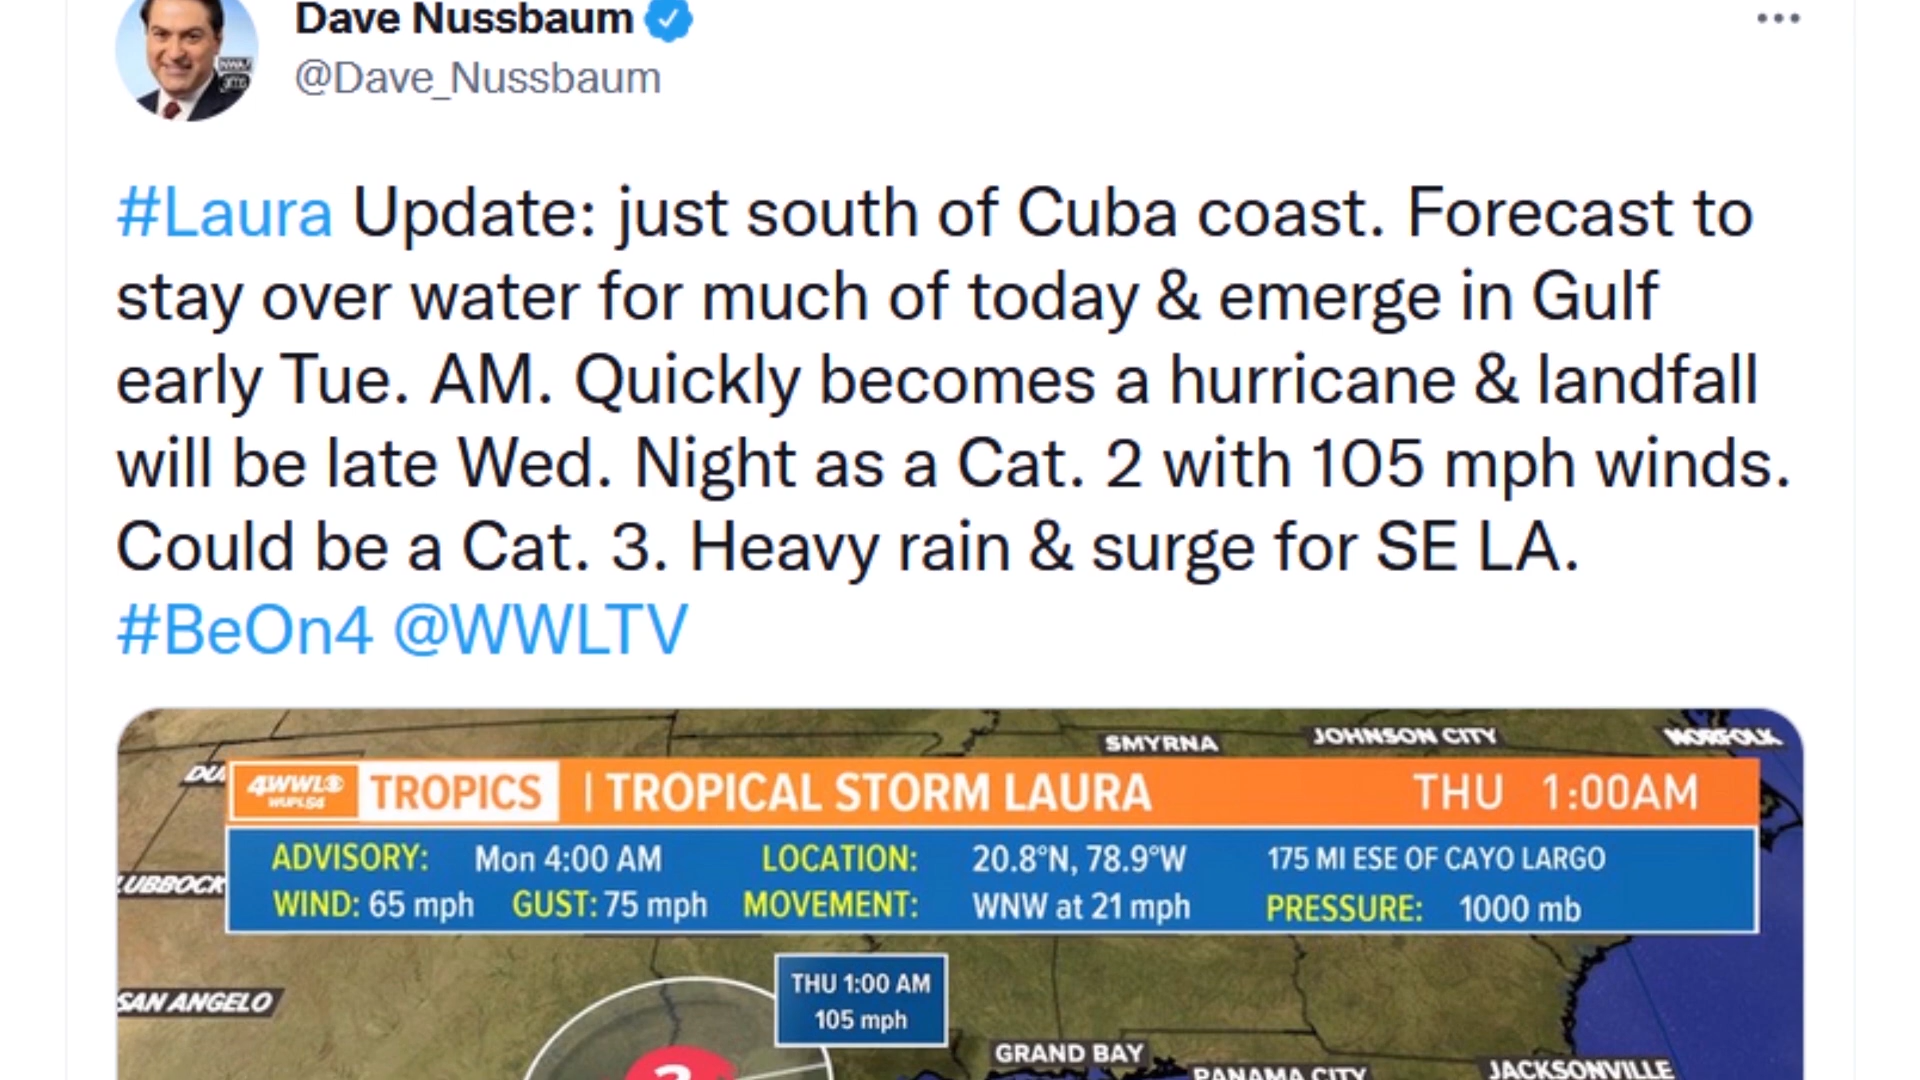 Dave Nussbaum
@Dave_Nussbaum
#Laura Update: just south of Cuba coast. Forecast to
stay over water for much of today & emerge in Gulf
early Tue. AM. Quickly becomes a hurricane & landfall
will be late Wed. Night as a Cat. 2 with 105 mph winds.
Could be a Cat. 3. Heavy rain & surge for SE LA.
#BeOn4 @WWLTV
SMYRNA JOHNSON CITY NORFOLK
4WWL TROPICS | TROPICAL STORM LAURA THU 1:00AM
WUPL54
ADVISORY: Mon 4:00 AM LOCATION: 20.8°N, 78.9°W 175 MI ESE OF CAYO LARGO
LUBBOCK
WIND: 65 mph GUST: 75 mph MOVEMENT: WNW at 21 mph PRESSURE: 1000 mb
THU 1:00 AM
SAN ANGELO
105 mph
GRAND BAY
PANAMA CITY JACKSONVILLE